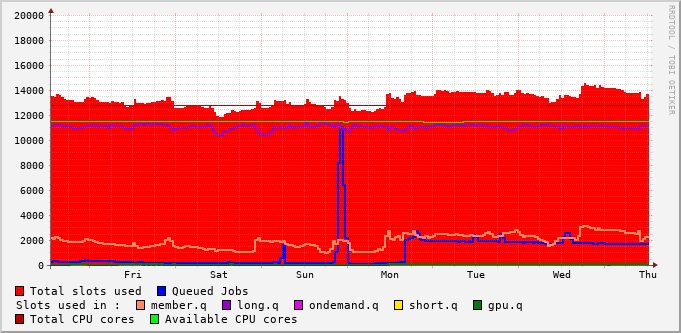 20000
18000
16000
14000
12000
10000
8000
6000
4000
2000
0
Fri Sat Sun Mon Tue Wed Thu
RRDTOOL / TOBI OETIKER
Total slots used Queued Jobs
Slots used in : member.q long.q ondemand.q short.q gpu.q
Total CPU cores Available CPU cores